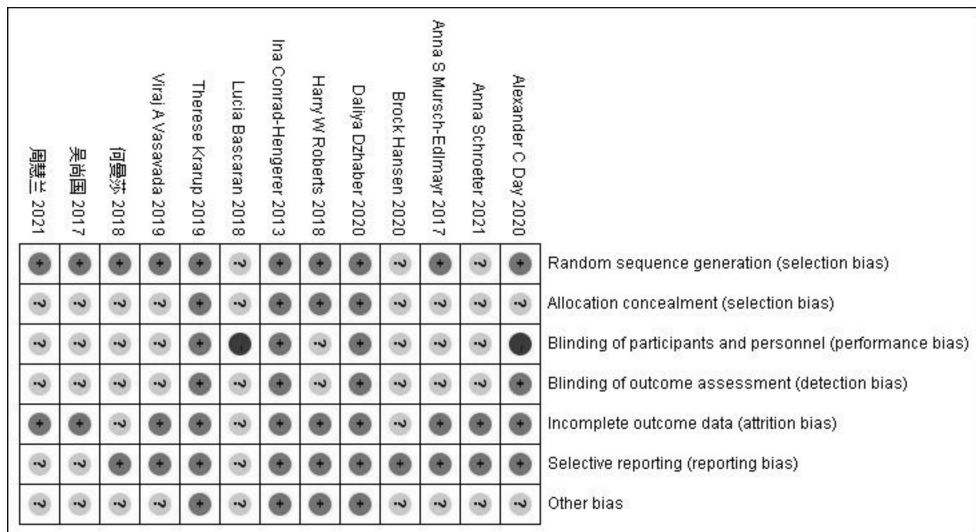 周慧兰 2021
吴尚国 2017
何曼莎 2018
Viraj A Vasavada 2019
Therese Krarup 2019
Lucia Bascaran 2018
Ina Conrad-Hengerer 2013
Harry W Roberts 2018
Daliya Dzhaber 2020
Brock Hansen 2020
Anna S Mursch-Edlmayr 2017
Anna Schroeter 2021
Alexander C Day 2020
+ + + + + ? + + + ? + ? + Random sequence generation (selection bias)
? ? ? ? + ? + + + ? ? ? ? Allocation concealment (selection bias)
? ? ? ? + - + ? + ? ? ? - Blinding of participants and personnel (performance bias)
? ? ? ? + ? + ? + ? ? ? + Blinding of outcome assessment (detection bias)
+ + ? + + ? + + + ? + + + Incomplete outcome data (attrition bias)
? ? + + + ? + + + + + + + Selective reporting (reporting bias)
? ? ? ? + ? + + + ? ? ? ? Other bias